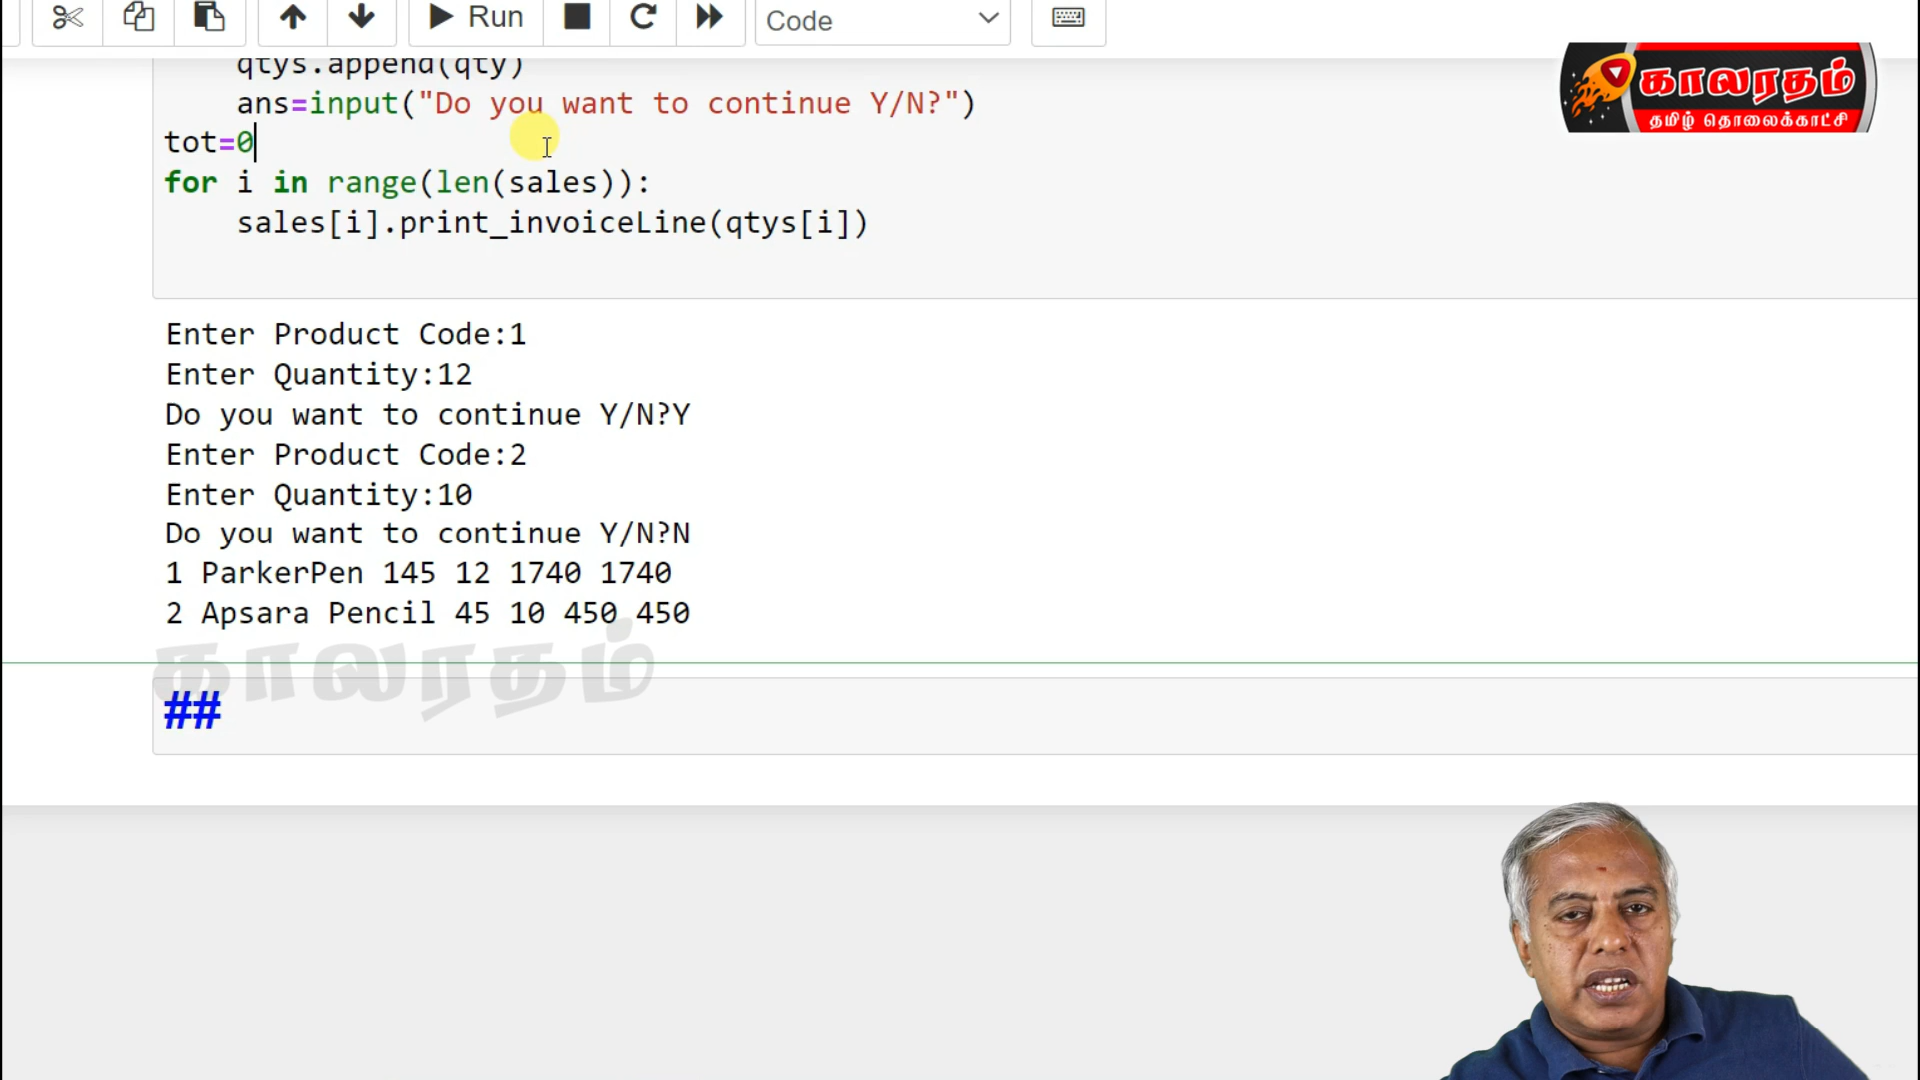 Run
Code
காலரதம்
தமிழ் தொலைக்காட்சி
qtys.append(qty)
ans=input("Do you want to continue Y/N?")
tot=0
for i in range(len(sales)):
sales[i].print_invoiceLine(qtys[i])
Enter Product Code:1
Enter Quantity:12
Do you want to continue Y/N?Y
Enter Product Code:2
Enter Quantity:10
Do you want to continue Y/N?N
1 ParkerPen 145 12 1740 1740
2 Apsara Pencil 45 10 450 450
காலரதம்
##